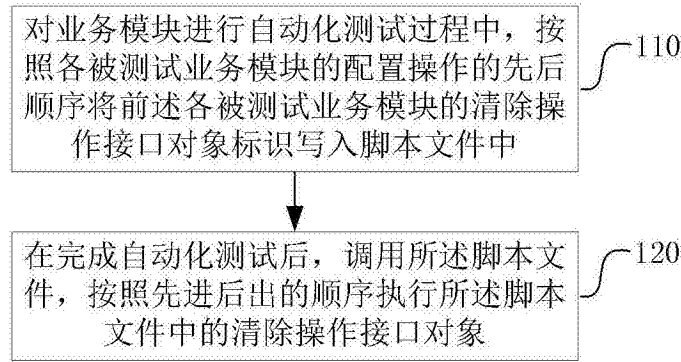 对业务模块进行自动化测试过程中，按
照各被测试业务模块的配置操作的先后
顺序将前述各被测试业务模块的清除操
作接口对象标识写入脚本文件中
110
在完成自动化测试后，调用所述脚本文
件，按照先进后出的顺序执行所述脚本
文件中的清除操作接口对象
120